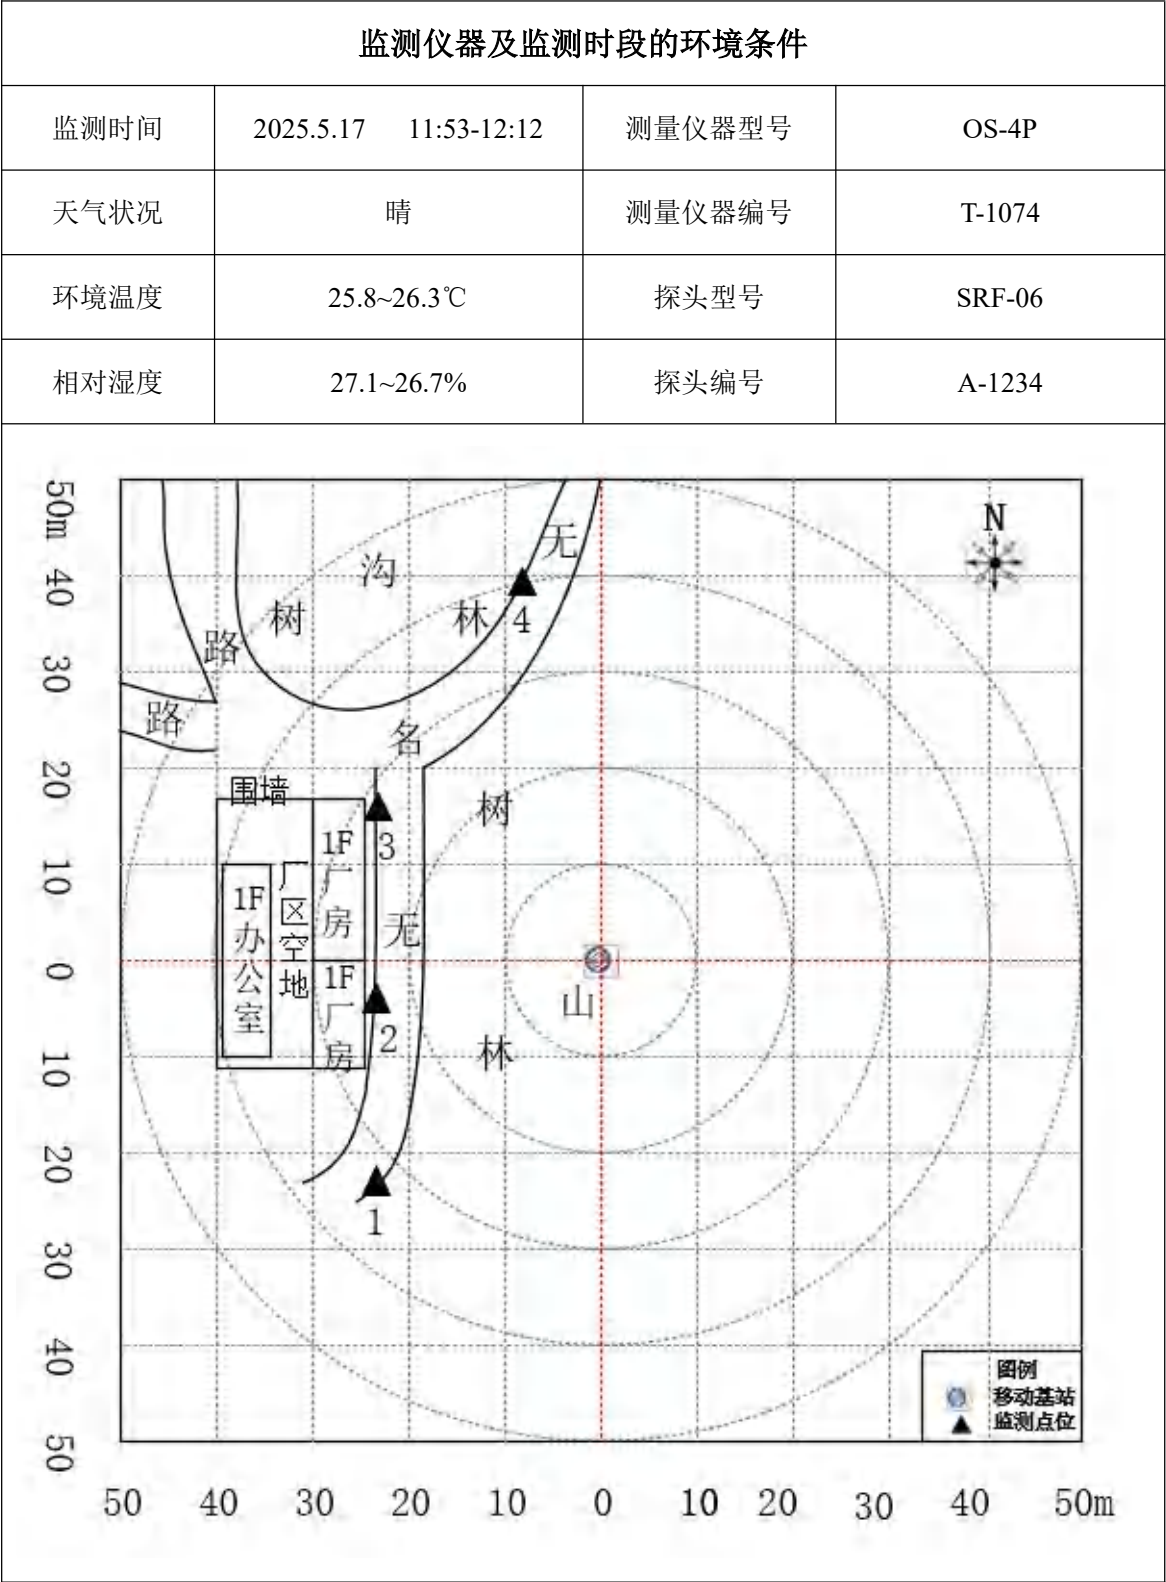 监测仪器及监测时段的环境条件
监测时间 2025.5.17 11:53-12:12 测量仪器型号 OS-4P
天气状况 晴 测量仪器编号 T-1074
环境温度 25.8~26.3℃ 探头型号 SRF-06
相对湿度 27.1~26.7% 探头编号 A-1234
50m
40
30
20
10
0
10
20
30
40
50
N
无
沟
树
林
4
路
路
名
围墙
树
1F厂房
3
厂区空地
1F办公室
无
1F厂房
2
山
林
1
图例
移动基站
监测点位
50 40 30 20 10 0 10 20 30 40 50m